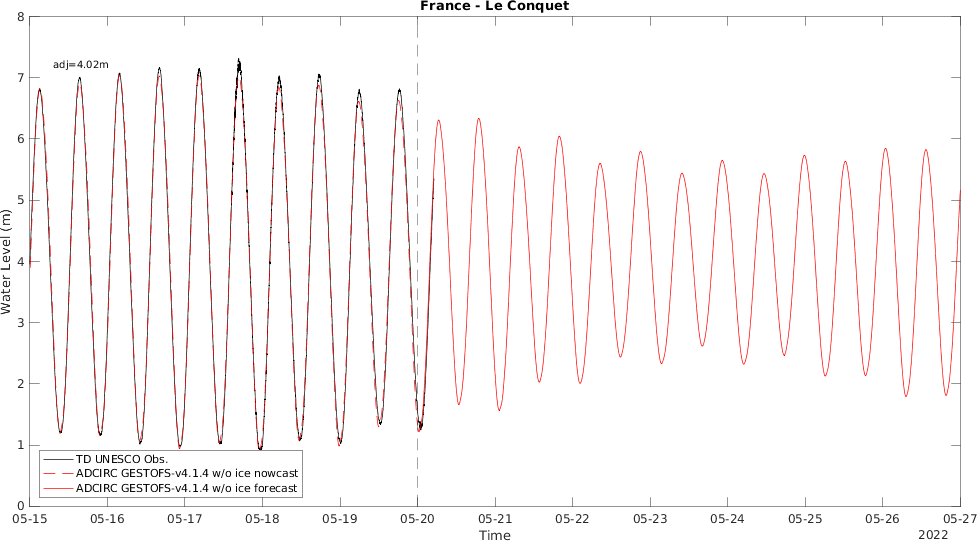 France - Le Conquet
8
7
6
5
4
3
2
1
0
Water Level (m)
adj=4.02m
TD UNESCO Obs.
ADCIRC GESTOFS-v4.1.4 w/o ice nowcast
ADCIRC GESTOFS-v4.1.4 w/o ice forecast
05-15 05-16 05-17 05-18 05-19 05-20 05-21 05-22 05-23 05-24 05-25 05-26 05-27
Time
2022